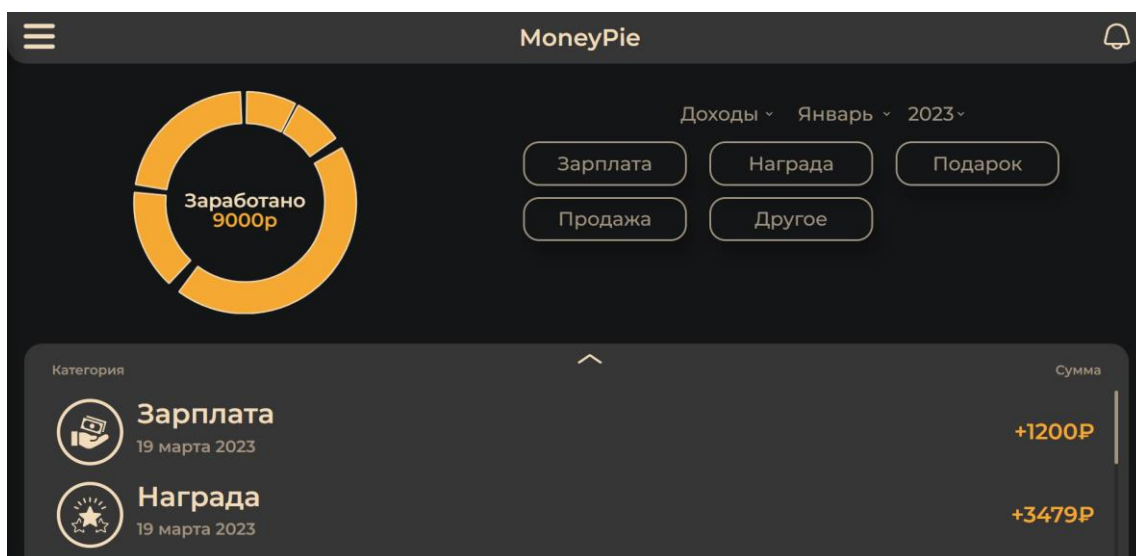 MoneyPie
Заработано
9000р
Доходы Январь 2023
Зарплата Награда Подарок
Продажа Другое
Категория Сумма
Зарплата
19 марта 2023
+1200₽
Награда
19 марта 2023
+3479₽